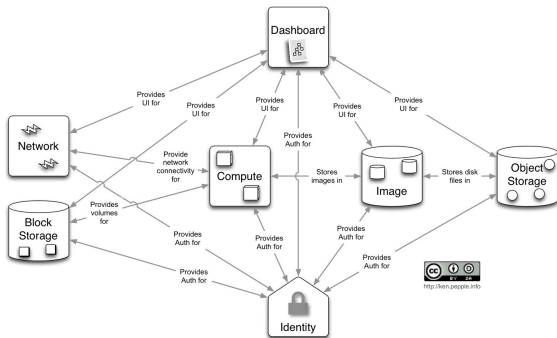 Dashboard
Provides
UI for
Provides
UI for
Provides
UI for
Provides
Auth for
Provides
UI for
Provides
UI for
Network
Provide
network
connectivity
for
Compute
Stores
images in
Image
Stores disk
files in
Object
Storage
Block
Storage
Provides
volumes
for
Provides
Auth for
Provides
Auth for
Provides
Auth for
Provides
Auth for
Provides
Auth for
Identity
cc
BY SA
http://ken.pepple.info